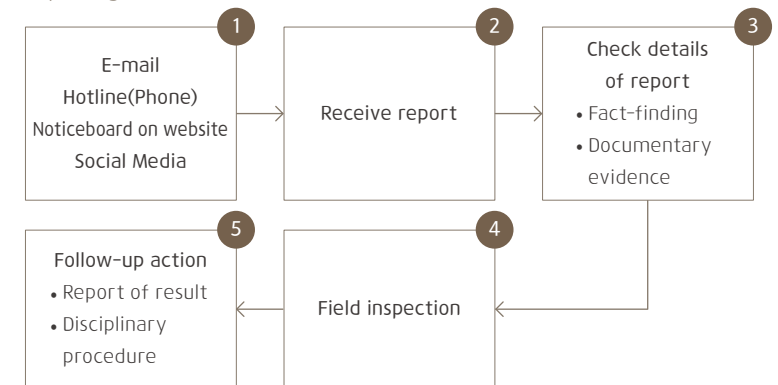 1
E-mail
Hotline(Phone)
Noticeboard on website
Social Media
2
Receive report
3
Check details
of report
• Fact-finding
• Documentary
evidence
4
Field inspection
5
Follow-up action
• Report of result
• Disciplinary
procedure